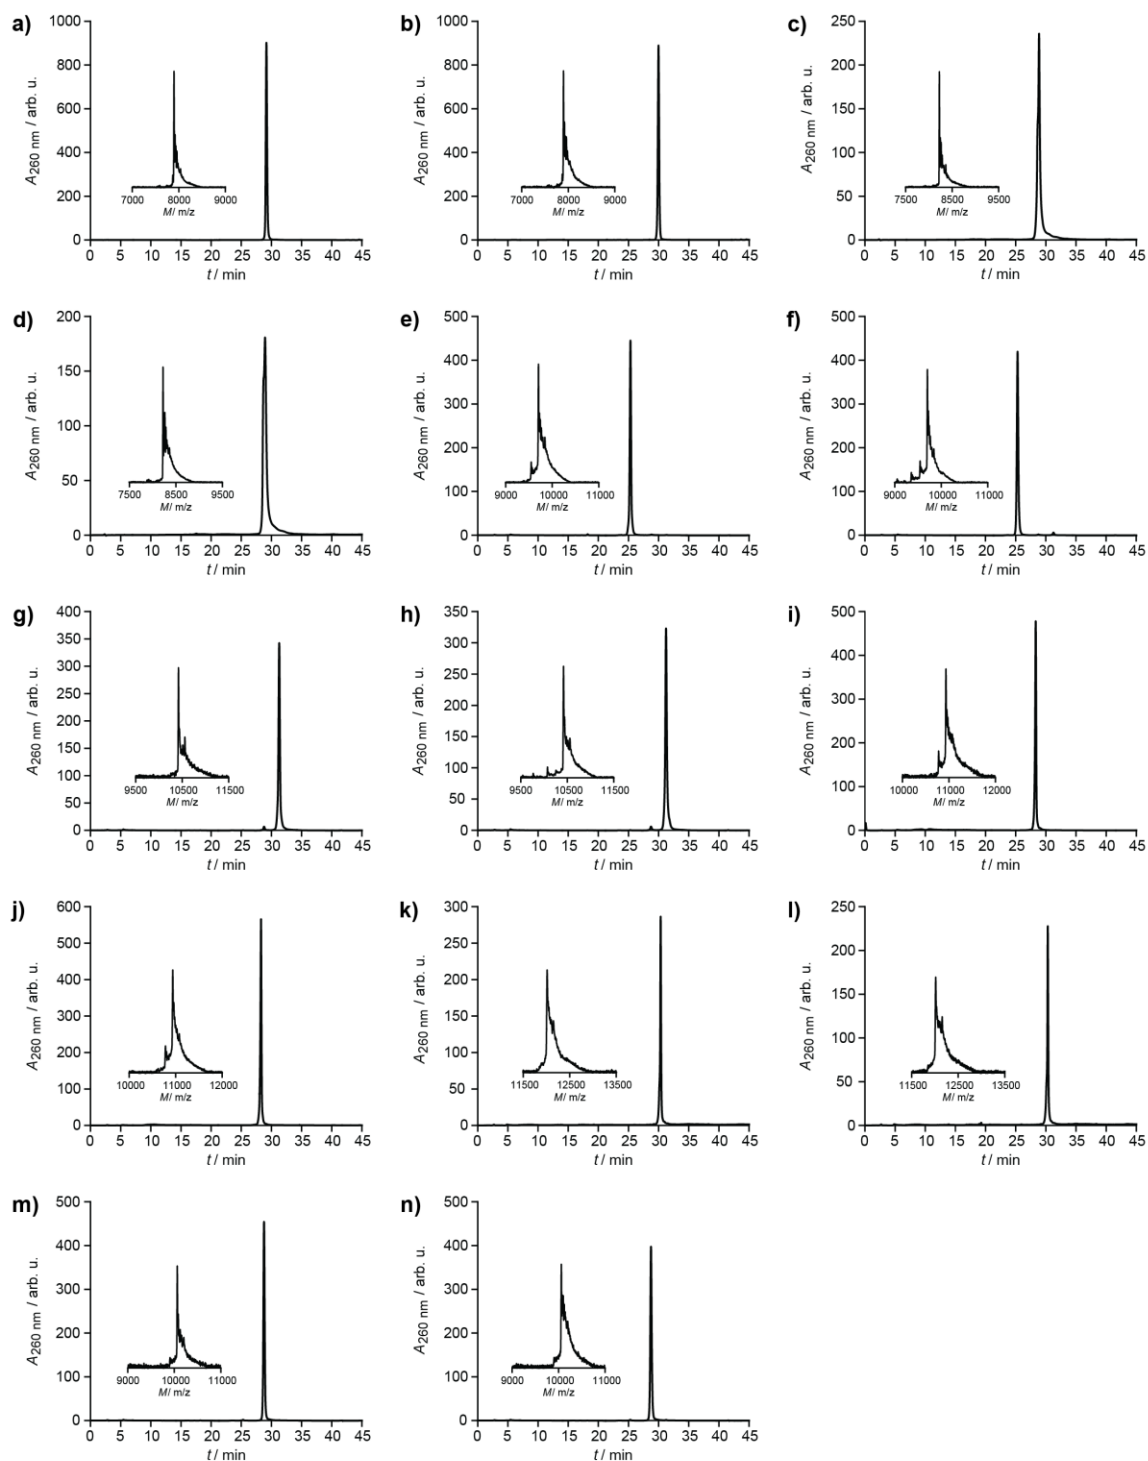 a)
1000
800
600
400
200
0
A260 nm / arb. u.
7000 8000 9000
M/ m/z
0 5 10 15 20 25 30 35 40 45
t / min
b)
1000
800
600
400
200
0
A260 nm / arb. u.
7000 8000 9000
M/ m/z
0 5 10 15 20 25 30 35 40 45
t / min
c)
250
200
150
100
50
0
A260 nm / arb. u.
7500 8500 9500
M/ m/z
0 5 10 15 20 25 30 35 40 45
t / min
d)
200
150
100
50
0
A260 nm / arb. u.
7500 8500 9500
M/ m/z
0 5 10 15 20 25 30 35 40 45
t / min
e)
500
400
300
200
100
0
A260 nm / arb. u.
9000 10000 11000
M/ m/z
0 5 10 15 20 25 30 35 40 45
t / min
f)
500
400
300
200
100
0
A260 nm / arb. u.
9000 10000 11000
M/ m/z
0 5 10 15 20 25 30 35 40 45
t / min
g)
400
350
300
250
200
150
100
50
0
A260 nm / arb. u.
9500 10500 11500
M/ m/z
0 5 10 15 20 25 30 35 40 45
t / min
h)
350
300
250
200
150
100
50
0
A260 nm / arb. u.
9500 10500 11500
M/ m/z
0 5 10 15 20 25 30 35 40 45
t / min
i)
500
400
300
200
100
0
A260 nm / arb. u.
10000 11000 12000
M/ m/z
0 5 10 15 20 25 30 35 40 45
t / min
j)
600
500
400
300
200
100
0
A260 nm / arb. u.
10000 11000 12000
M/ m/z
0 5 10 15 20 25 30 35 40 45
t / min
k)
300
250
200
150
100
50
0
A260 nm / arb. u.
11500 12500 13500
M/ m/z
0 5 10 15 20 25 30 35 40 45
t / min
l)
250
200
150
100
50
0
A260 nm / arb. u.
11500 12500 13500
M/ m/z
0 5 10 15 20 25 30 35 40 45
t / min
m)
500
400
300
200
100
0
A260 nm / arb. u.
9000 10000 11000
M/ m/z
0 5 10 15 20 25 30 35 40 45
t / min
n)
500
400
300
200
100
0
A260 nm / arb. u.
9000 10000 11000
M/ m/z
0 5 10 15 20 25 30 35 40 45
t / min